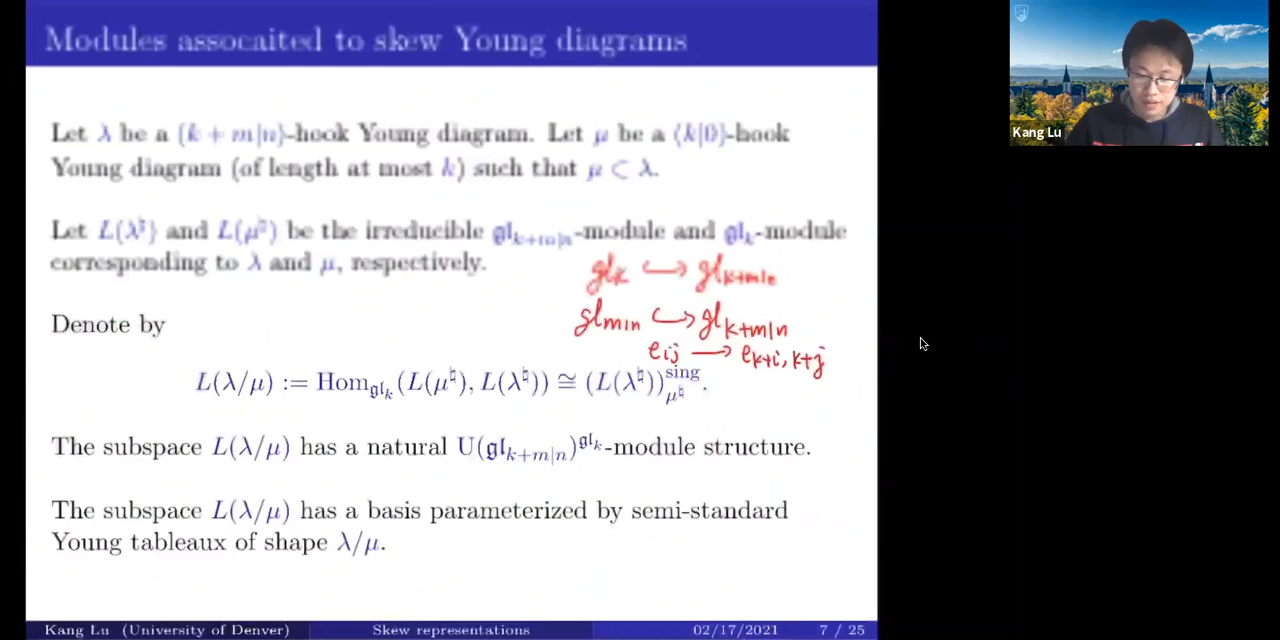 Modules assocaited to skew Young diagrams
Kang Lu
Let λ be a (k + m|n)-hook Young diagram. Let μ be a (k|0)-hook
Young diagram (of length at most k) such that μ ⊂ λ.
Let L(λ^♮) and L(μ^♮) be the irreducible 𝔤𝔩_{k+m|n}-module and 𝔤𝔩_k-module
corresponding to λ and μ, respectively.
gl_k ↪ gl_{k+m|n}
Denote by
gl_{m|n} ↪ gl_{k+m|n}
e_{ij} → e_{k+i, k+j}
L(λ/μ) := Hom_{𝔤𝔩_k}(L(μ^♮), L(λ^♮)) ≅ (L(λ^♮))^{sing}_{μ^♮}.
The subspace L(λ/μ) has a natural U(𝔤𝔩_{k+m|n})^{𝔤𝔩_k}-module structure.
The subspace L(λ/μ) has a basis parameterized by semi-standard
Young tableaux of shape λ/μ.
Kang Lu (University of Denver) Skew representations 02/17/2021 7 / 25